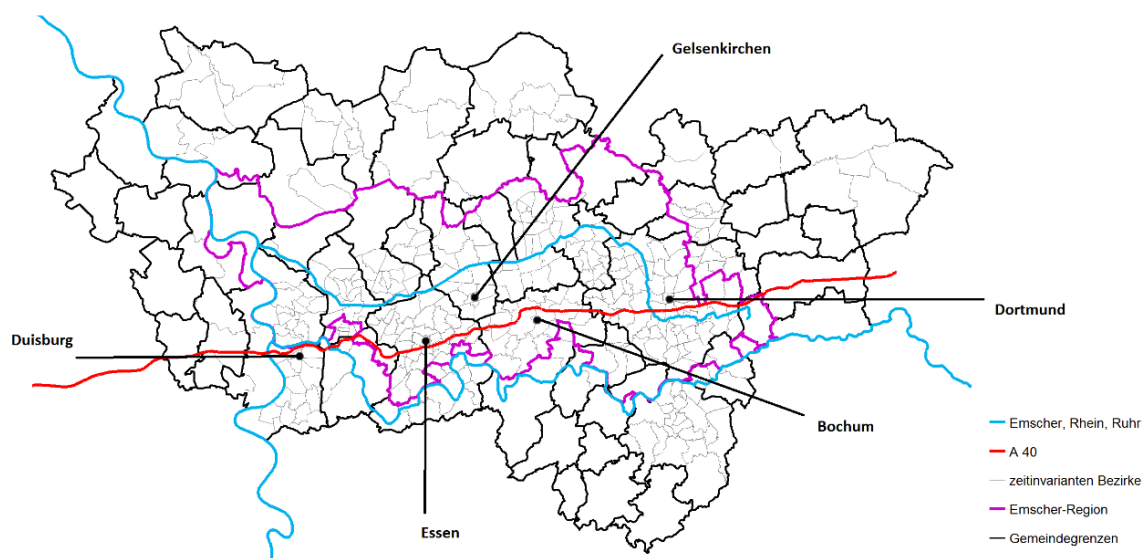 Gelsenkirchen
Dortmund
Duisburg
Bochum
Essen
Emscher, Rhein, Ruhr
A 40
zeitinvarianten Bezirke
Emscher-Region
Gemeindegrenzen